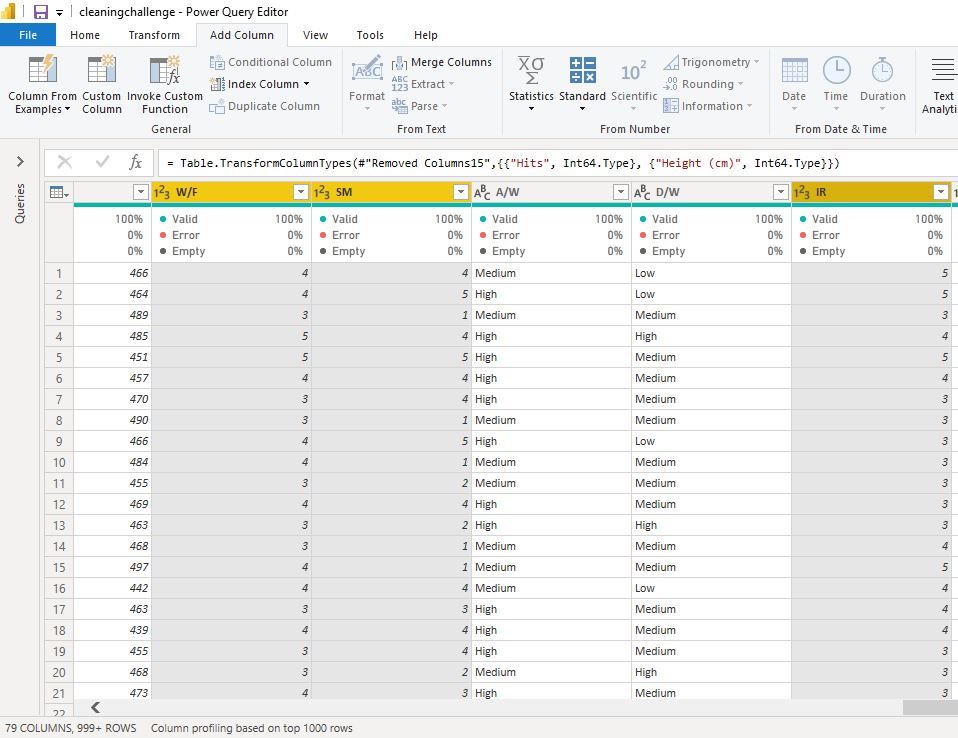 cleaningchallenge - Power Query Editor
File Home Transform Add Column View Tools Help
Column From Examples Custom Column Invoke Custom Function Conditional Column Index Column Duplicate Column
General
Format Merge Columns Extract Parse
From Text
Statistics Standard Scientific Trigonometry Rounding Information
From Number
Date Time Duration
From Date & Time
Text Analyti
= Table.TransformColumnTypes(#"Removed Columns15",{{"Hits", Int64.Type}, {"Height (cm)", Int64.Type}})
Queries
W/F SM A/W D/W IR
100% Valid 100% Valid 100% Valid 100% Valid 100% Valid 100%
0% Error 0% Error 0% Error 0% Error 0% Error 0%
0% Empty 0% Empty 0% Empty 0% Empty 0% Empty 0%
1 466 4 4 Medium Low 5
2 464 4 5 High Low 5
3 489 3 1 Medium Medium 3
4 485 5 4 High High 4
5 451 5 5 High Medium 5
6 457 4 4 High Medium 4
7 470 3 4 High Medium 3
8 490 3 1 Medium Medium 3
9 466 4 5 High Low 3
10 484 4 1 Medium Medium 3
11 455 3 2 Medium Medium 3
12 469 4 4 High Medium 3
13 463 3 2 High High 3
14 468 3 1 Medium Medium 4
15 497 4 1 Medium Medium 5
16 442 4 4 Medium Low 4
17 463 3 3 High Medium 4
18 439 4 4 High Medium 4
19 455 3 4 High Medium 3
20 468 3 2 Medium High 3
21 473 4 3 High Medium 3
22
79 COLUMNS, 999+ ROWS Column profiling based on top 1000 rows